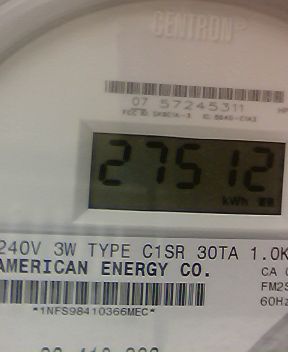 CENTRON®
07 57245311
27512
kWh
240V 3W TYPE C1SR 30TA 1.0K
AMERICAN ENERGY CO.
CA
FM2S
60Hz
*1NFS98410366MEC*